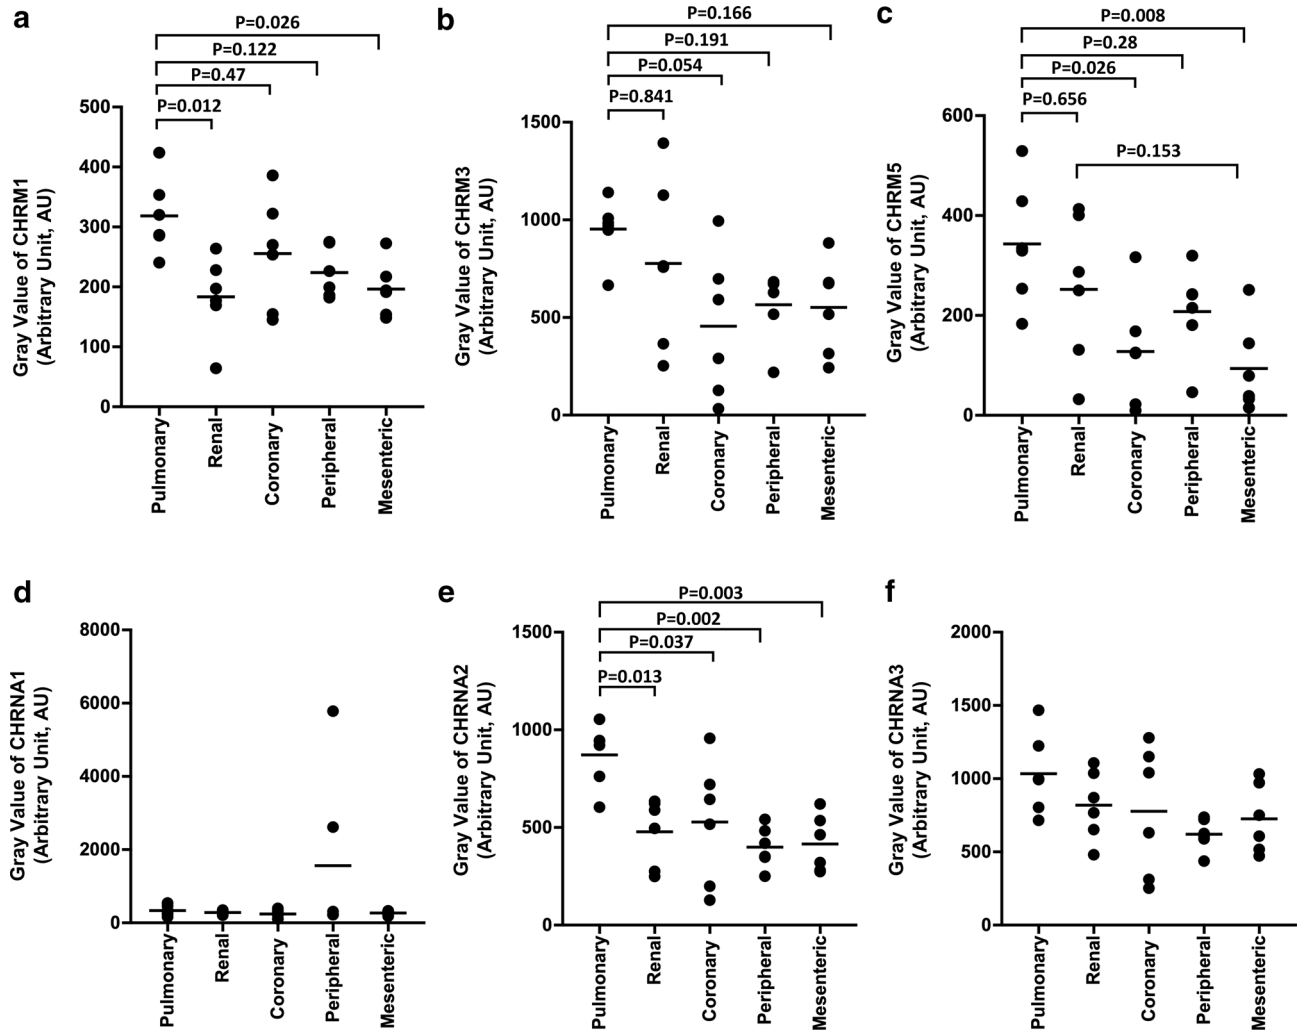 a
P=0.026
P=0.122
P=0.47
P=0.012
Gray Value of CHRM1
(Arbitrary Unit, AU)
500
400
300
200
100
0
Pulmonary
Renal
Coronary
Peripheral
Mesenteric
b
P=0.166
P=0.191
P=0.054
P=0.841
Gray Value of CHRM3
(Arbitrary Unit, AU)
1500
1000
500
0
Pulmonary
Renal
Coronary
Peripheral
Mesenteric
c
P=0.008
P=0.28
P=0.026
P=0.656
P=0.153
Gray Value of CHRM5
(Arbitrary Unit, AU)
600
400
200
0
Pulmonary
Renal
Coronary
Peripheral
Mesenteric
d
Gray Value of CHRNA1
(Arbitrary Unit, AU)
8000
6000
4000
2000
0
Pulmonary
Renal
Coronary
Peripheral
Mesenteric
e
P=0.003
P=0.002
P=0.037
P=0.013
Gray Value of CHRNA2
(Arbitrary Unit, AU)
1500
1000
500
0
Pulmonary
Renal
Coronary
Peripheral
Mesenteric
f
Gray Value of CHRNA3
(Arbitrary Unit, AU)
2000
1500
1000
500
0
Pulmonary
Renal
Coronary
Peripheral
Mesenteric